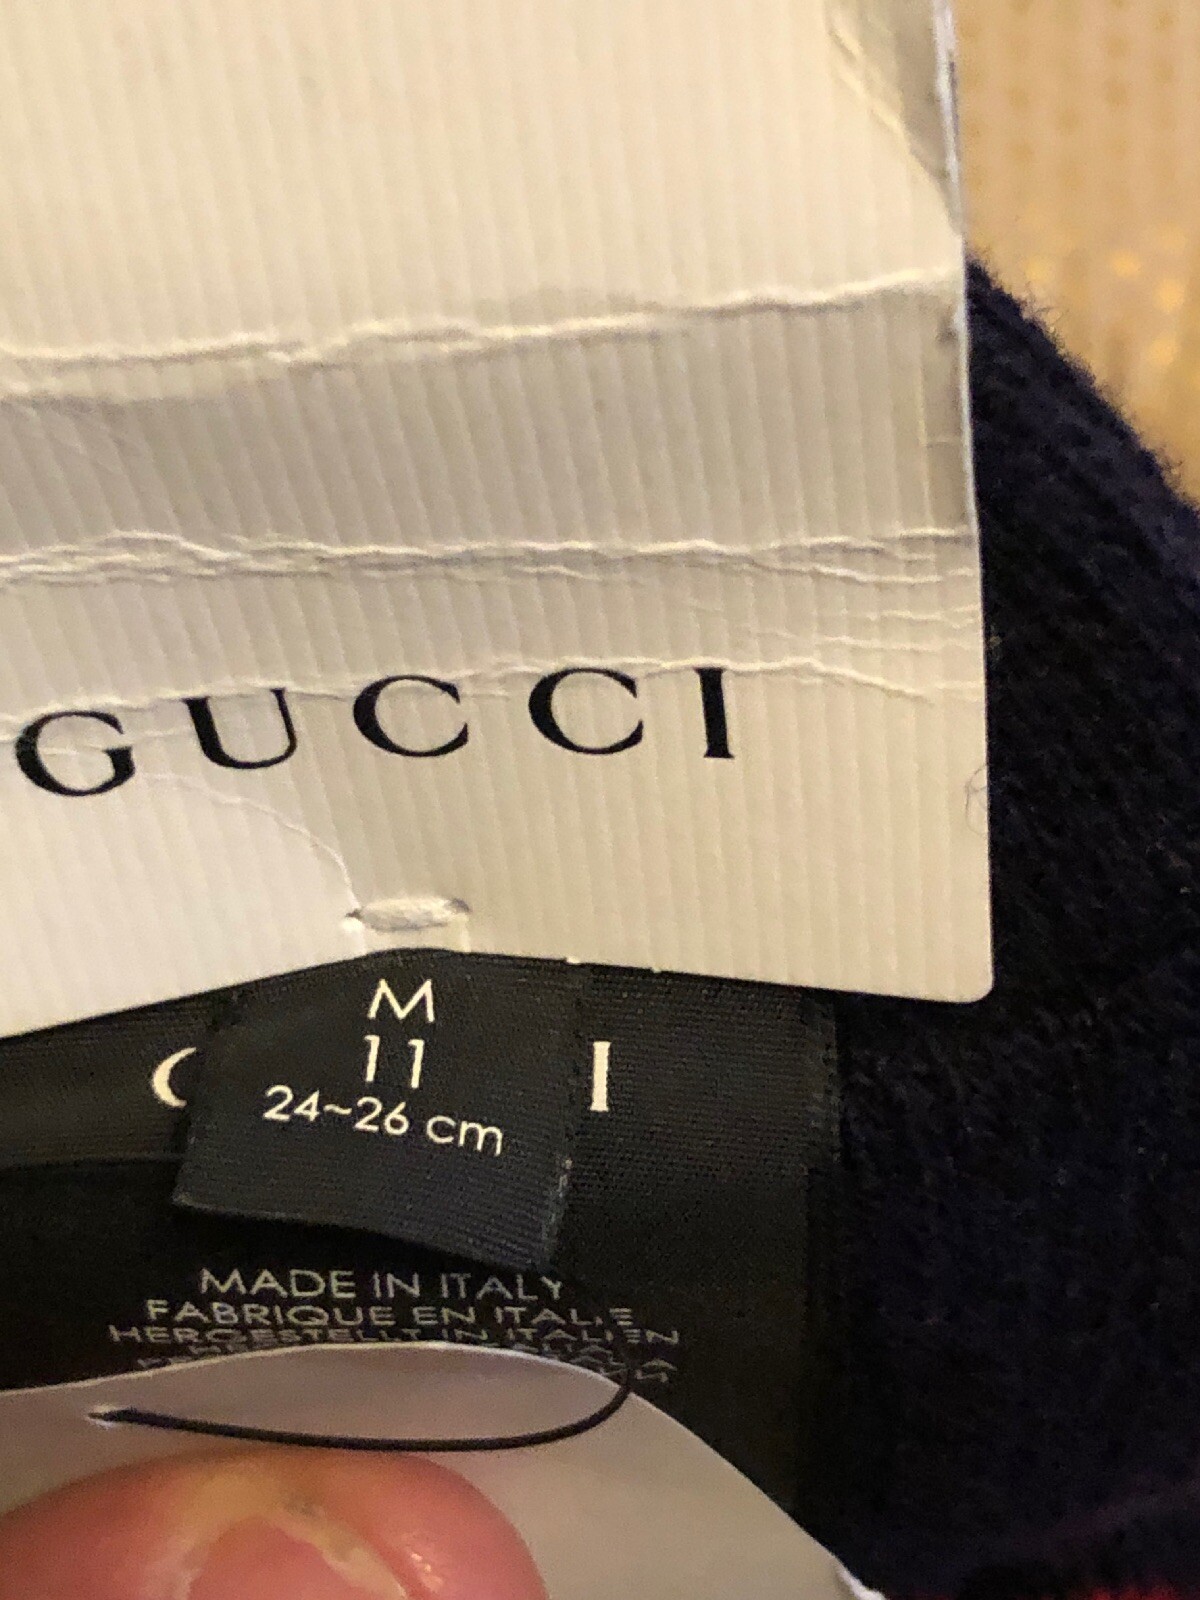 GUCCI
M
11
24~26 cm
I
MADE IN ITALY
FABRIQUE EN ITALIE
HERGESTELLT IN ITALIEN